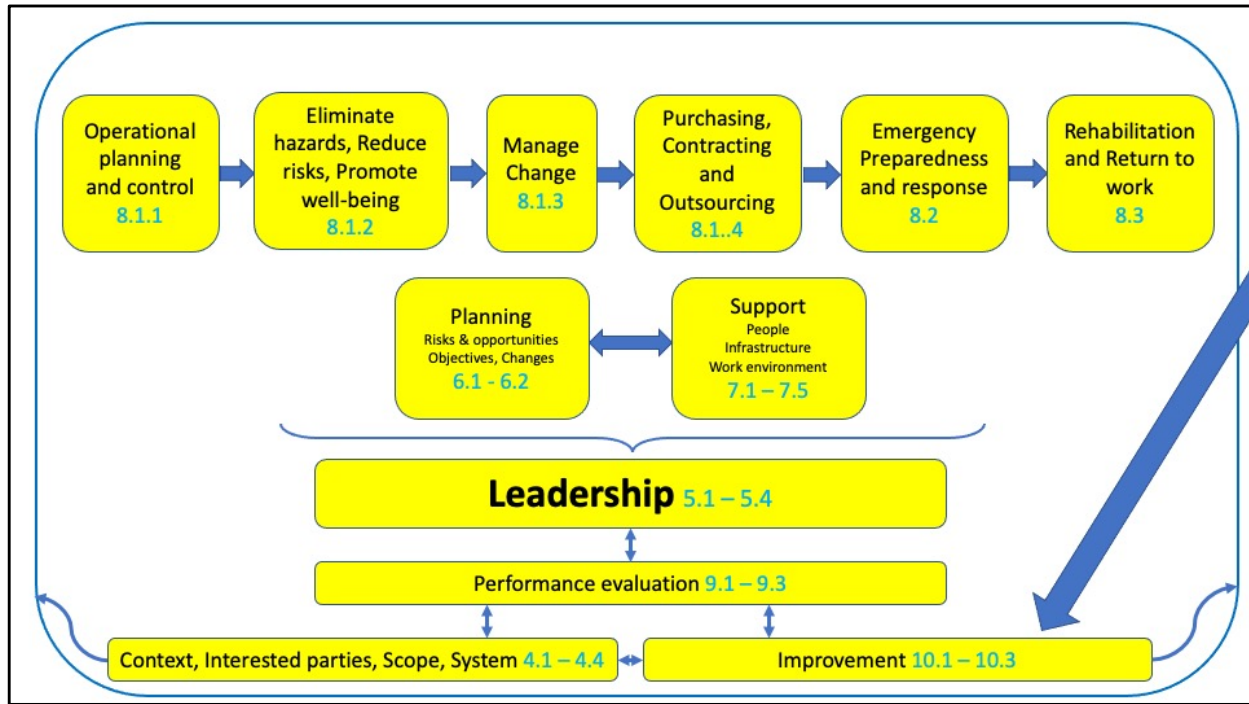 Operational
planning
and control
8.1.1
Eliminate
hazards, Reduce
risks, Promote
well-being
8.1.2
Manage
Change
8.1.3
Purchasing,
Contracting
and
Outsourcing
8.1..4
Emergency
Preparedness
and response
8.2
Rehabilitation
and Return to
work
8.3
Planning
Risks & opportunities
Objectives, Changes
6.1 - 6.2
Support
People
Infrastructure
Work environment
7.1 – 7.5
Leadership 5.1 – 5.4
Performance evaluation 9.1 – 9.3
Context, Interested parties, Scope, System 4.1 – 4.4
Improvement 10.1 – 10.3